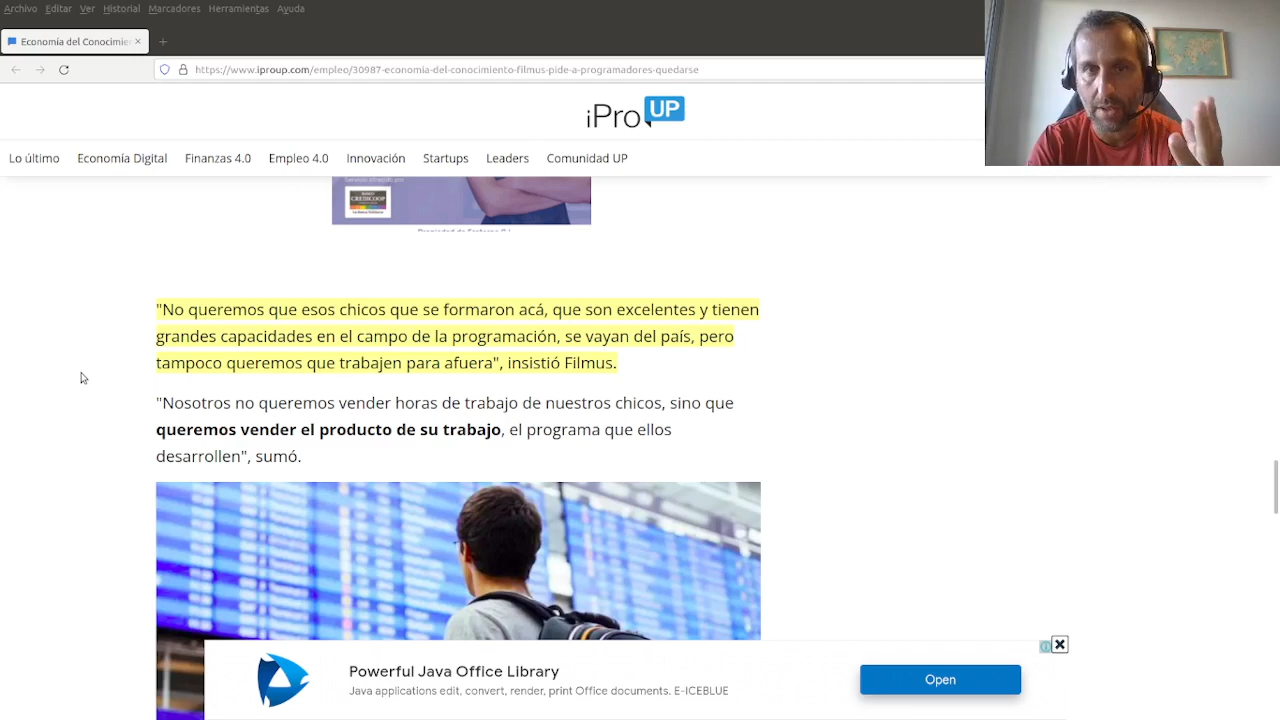 Archivo Editar Ver Historial Marcadores Herramientas Ayuda
Economía del Conocimie
https://www.iproup.com/empleo/30987-economia-del-conocimiento-filmus-pide-a-programadores-quedarse
iPro UP
Lo último Economía Digital Finanzas 4.0 Empleo 4.0 Innovación Startups Leaders Comunidad UP
CREDICOOP
"No queremos que esos chicos que se formaron acá, que son excelentes y tienen
grandes capacidades en el campo de la programación, se vayan del país, pero
tampoco queremos que trabajen para afuera", insistió Filmus.
"Nosotros no queremos vender horas de trabajo de nuestros chicos, sino que
queremos vender el producto de su trabajo, el programa que ellos
desarrollen", sumó.
Powerful Java Office Library
Java applications edit, convert, render, print Office documents. E-ICEBLUE
Open